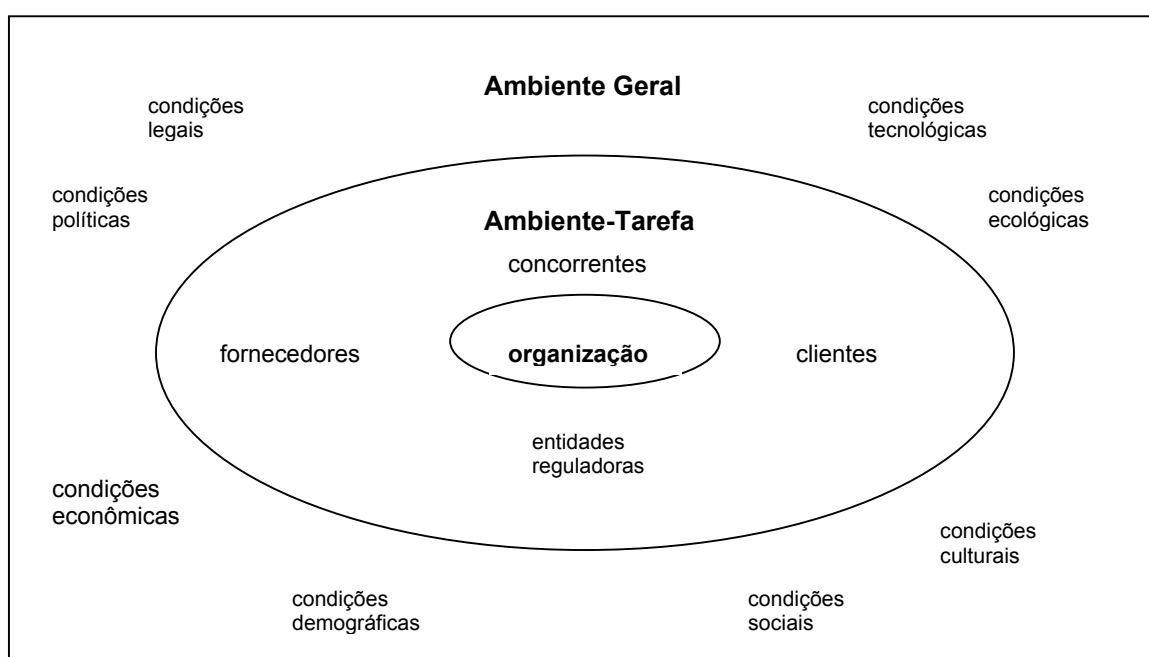 Ambiente Geral
condições
legais
condições
tecnológicas
condições
políticas
condições
ecológicas
Ambiente-Tarefa
concorrentes
fornecedores
organização
clientes
entidades
reguladoras
condições
econômicas
condições
culturais
condições
demográficas
condições
sociais